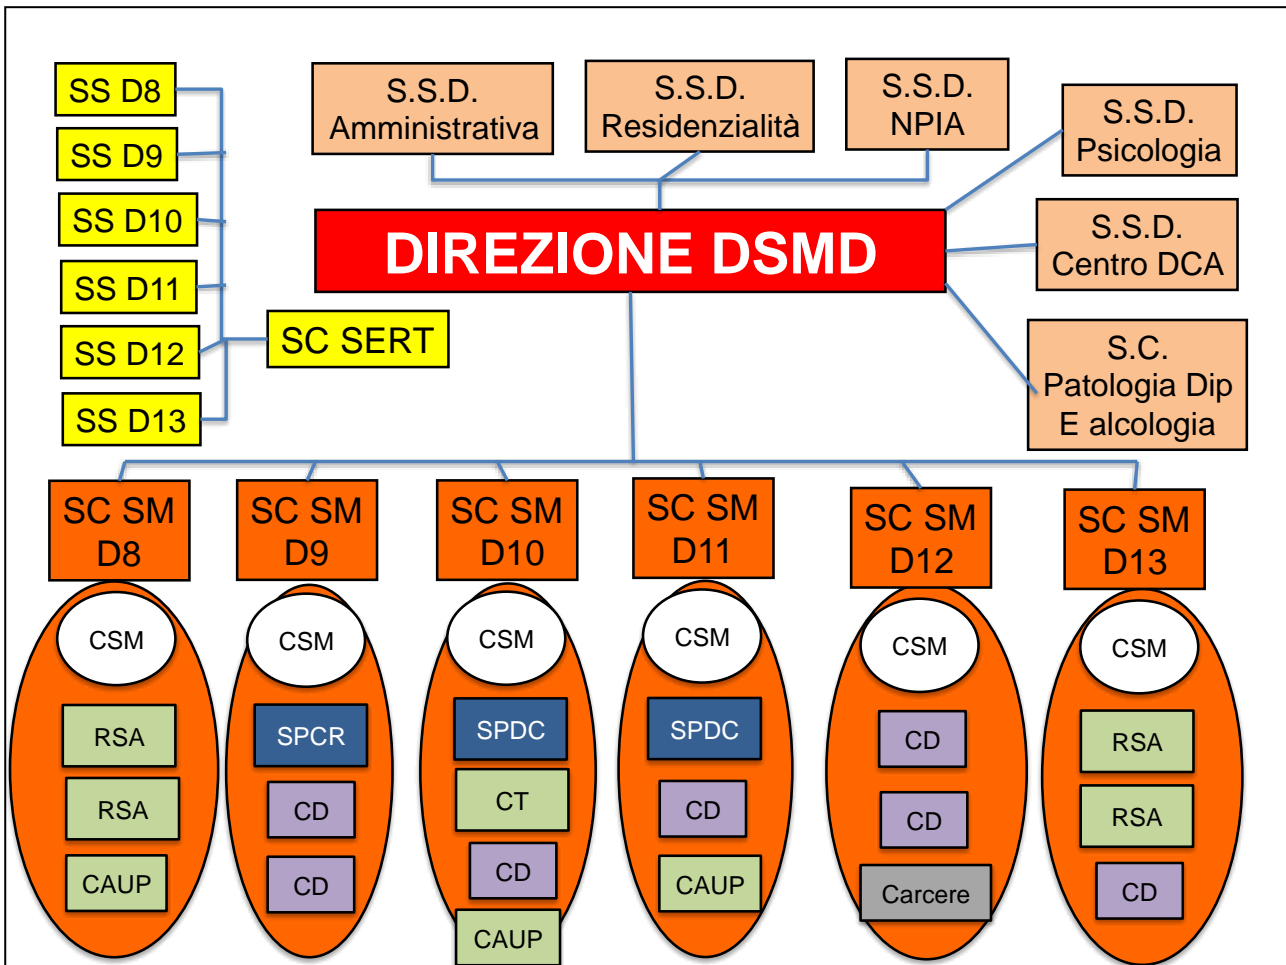 SS D8
SS D9
SS D10
SS D11
SS D12
SS D13
SC SERT
S.S.D.
Amministrativa
S.S.D.
Residenzialità
S.S.D.
NPIA
S.S.D.
Psicologia
S.S.D.
Centro DCA
S.C.
Patologia Dip
E alcologia
DIREZIONE DSMD
SC SM
D8
CSM
RSA
RSA
CAUP
SC SM
D9
CSM
SPCR
CD
CD
SC SM
D10
CSM
SPDC
CT
CD
CAUP
SC SM
D11
CSM
SPDC
CD
CAUP
SC SM
D12
CSM
CD
CD
Carcere
SC SM
D13
CSM
RSA
RSA
CD